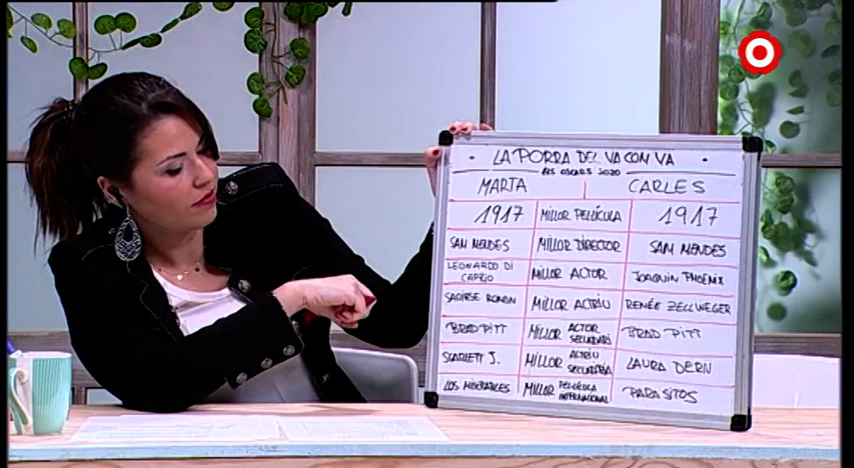 LA PORRA DEL VA COM VA
ELS OSCARS 2020
MARTA CARLES
1917 MILLOR PEL·LÍCULA 1917
SAM MENDES MILLOR DIRECTOR SAM MENDES
LEONARDO DI CAPRIO MILLOR ACTOR JOAQUIN PHOENIX
SAOIRSE RONAN MILLOR ACTRIU RENÉE ZELLWEGER
BRAD PITT MILLOR ACTOR SECUNDARI BRAD PITT
SCARLETT J. MILLOR ACTRIU SECUNDÀRIA LAURA DERN
LOS MISERABLES MILLOR PEL·LÍCULA INTERNACIONAL PARÁSITOS